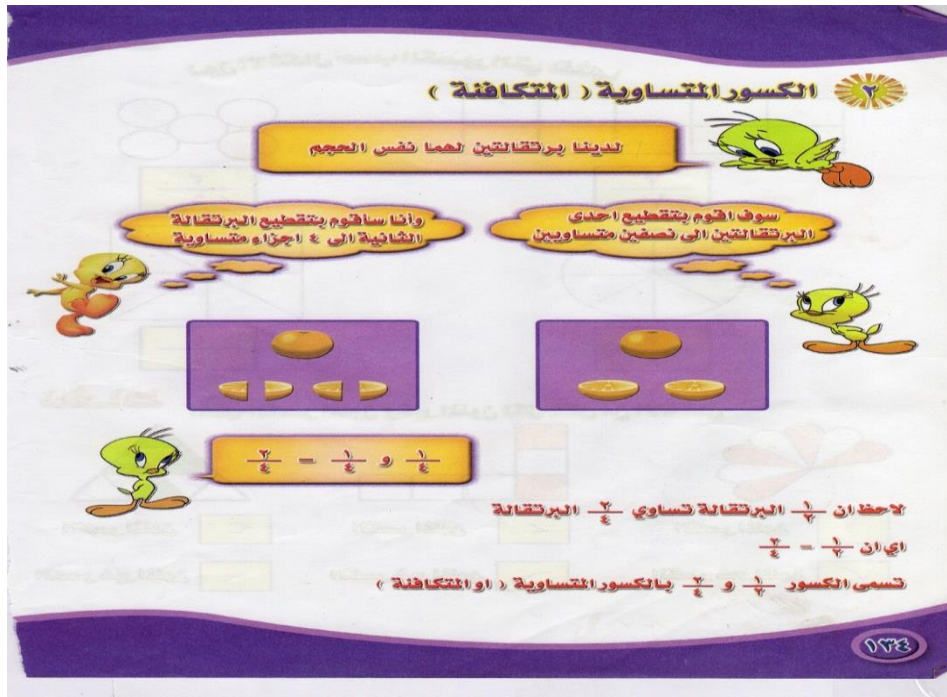 ٢ الكسور المتساوية ( المتكافئة )
لدينا برتقالتين لهما نفس الحجم
سوف اقوم بتقطيع احدى
البرتقالتين الى نصفين متساويين
وأنا سأقوم بتقطيع البرتقالة
الثانية الى ٤ اجزاء متساوية
١/٤ و ١/٤ = ٢/٤
لاحظ ان ١/٢ البرتقالة تساوي ٢/٤ البرتقالة
اي ان ١/٢ = ٢/٤
تسمى الكسور ١/٢ و ٢/٤ بالكسور المتساوية ( او المتكافئة )
١٣٤